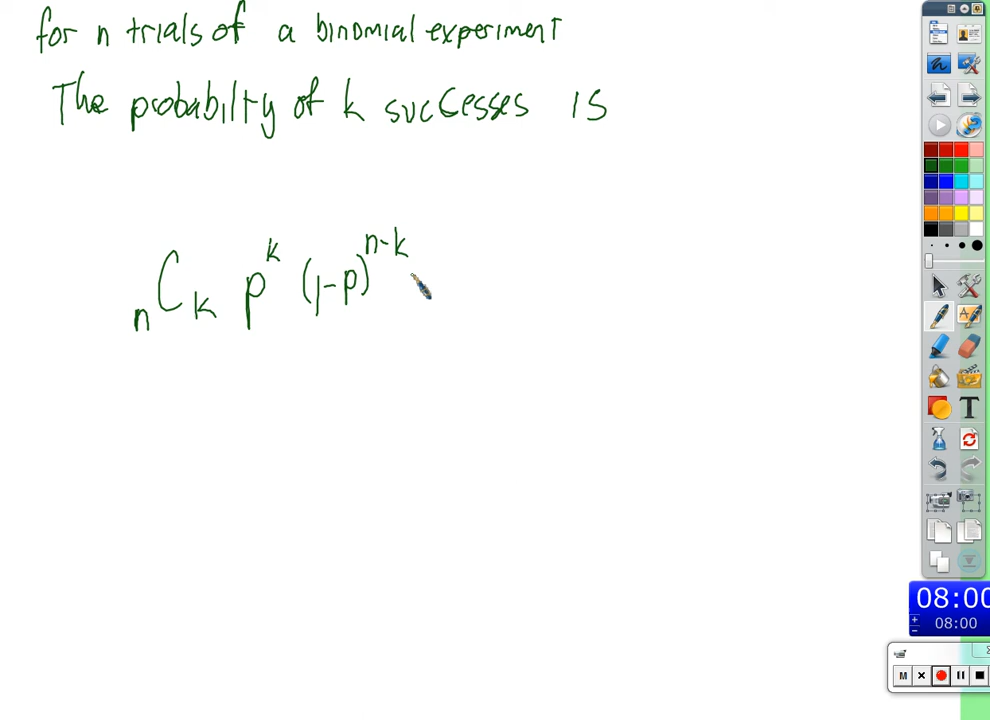 for n trials of a binomial experiment
The probabilty of k successes is
nCk p^k (1-p)^n-k
08:00
08:00
M